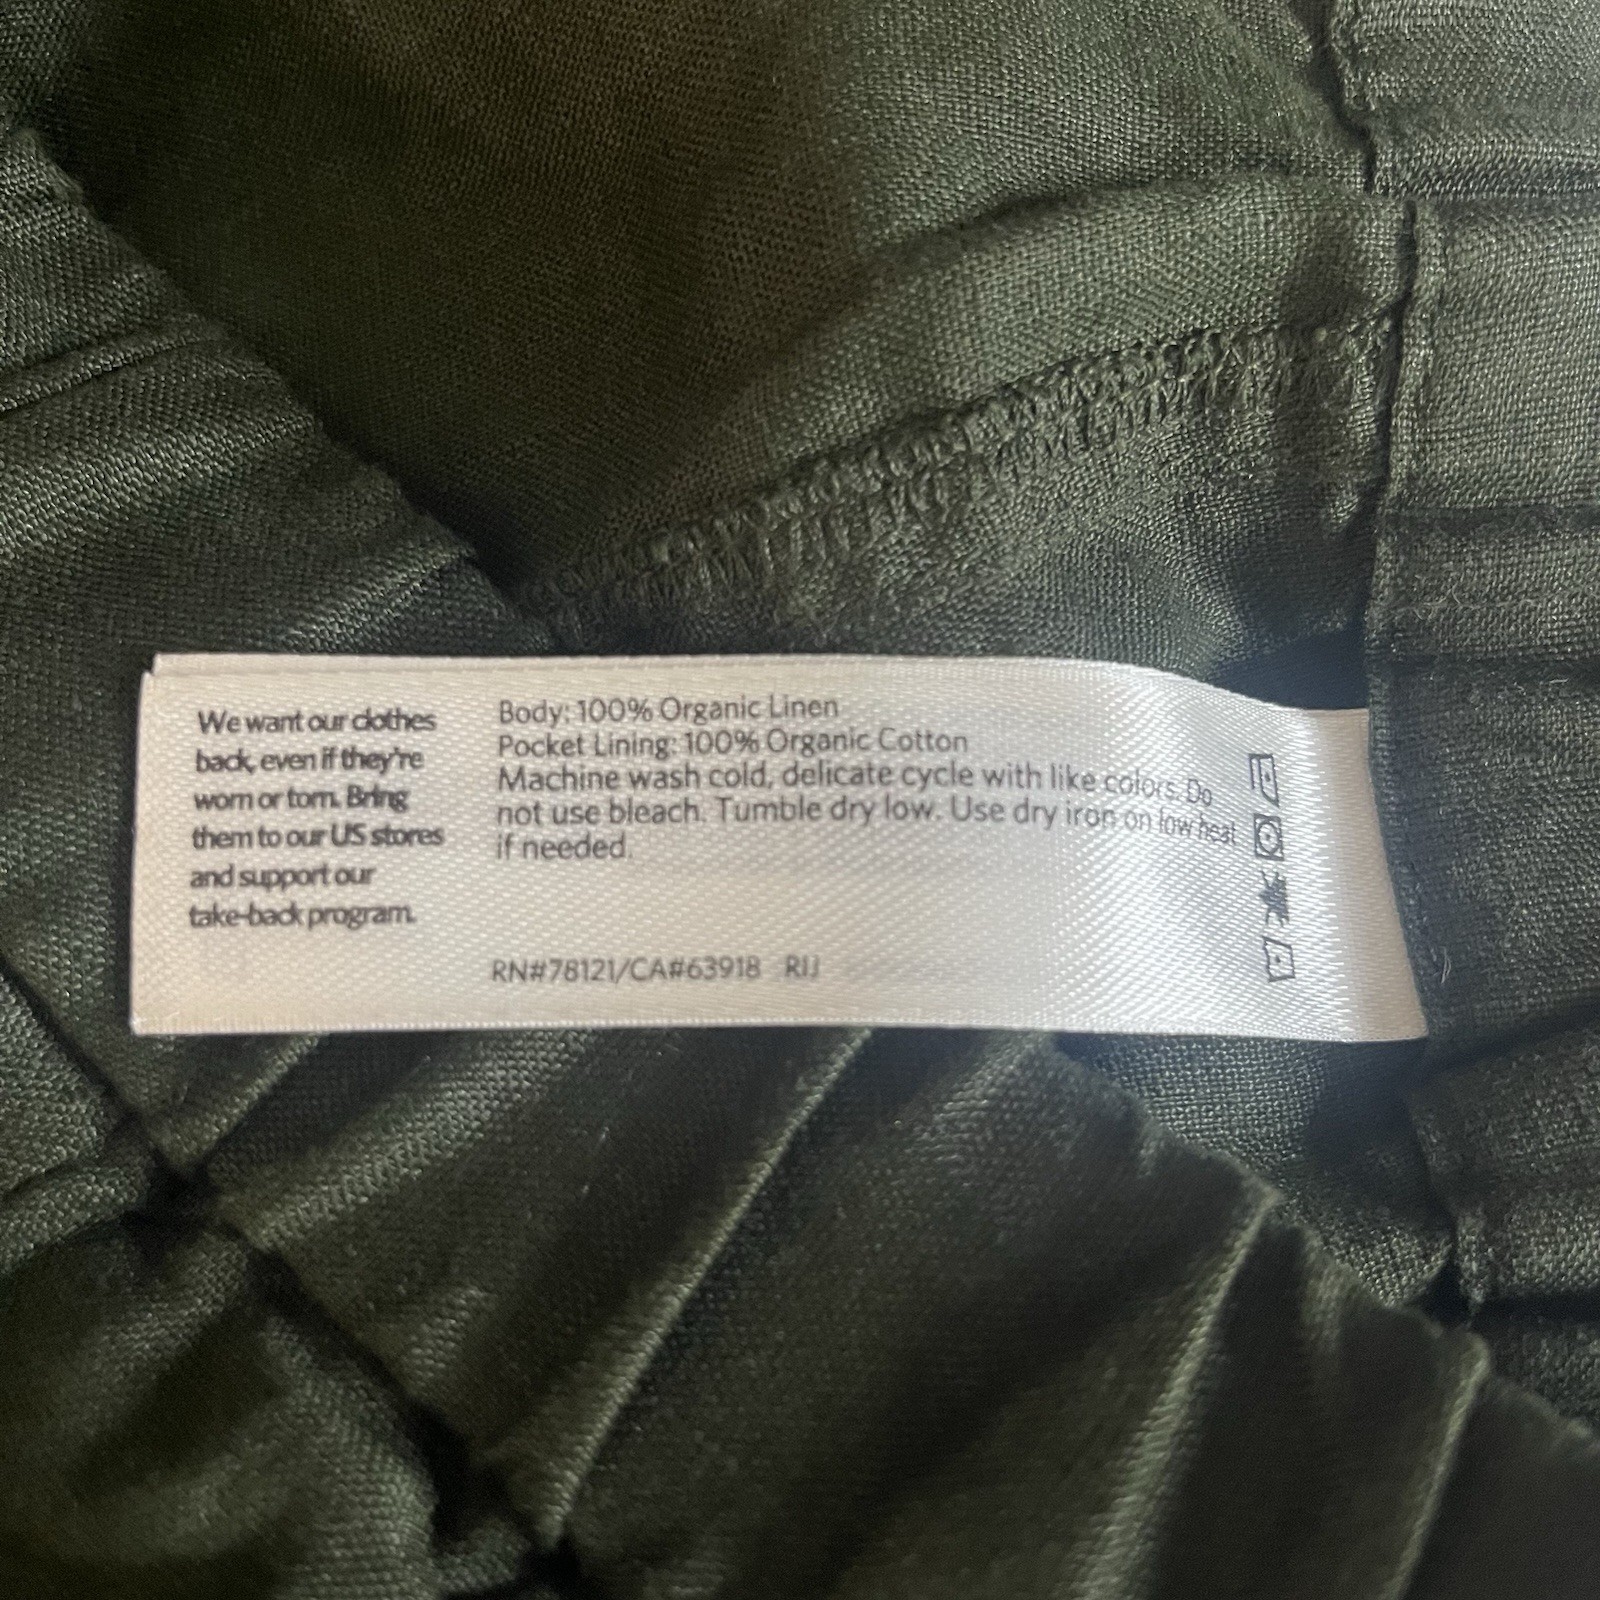 We want our clothes
back, even if they're
worn or torn. Bring
them to our US stores
and support our
take-back program.
Body: 100% Organic Linen
Pocket Lining: 100% Organic Cotton
Machine wash cold, delicate cycle with like colors. Do
not use bleach. Tumble dry low. Use dry iron on low heat
if needed.
RN#78121/CA#63918 RIJ